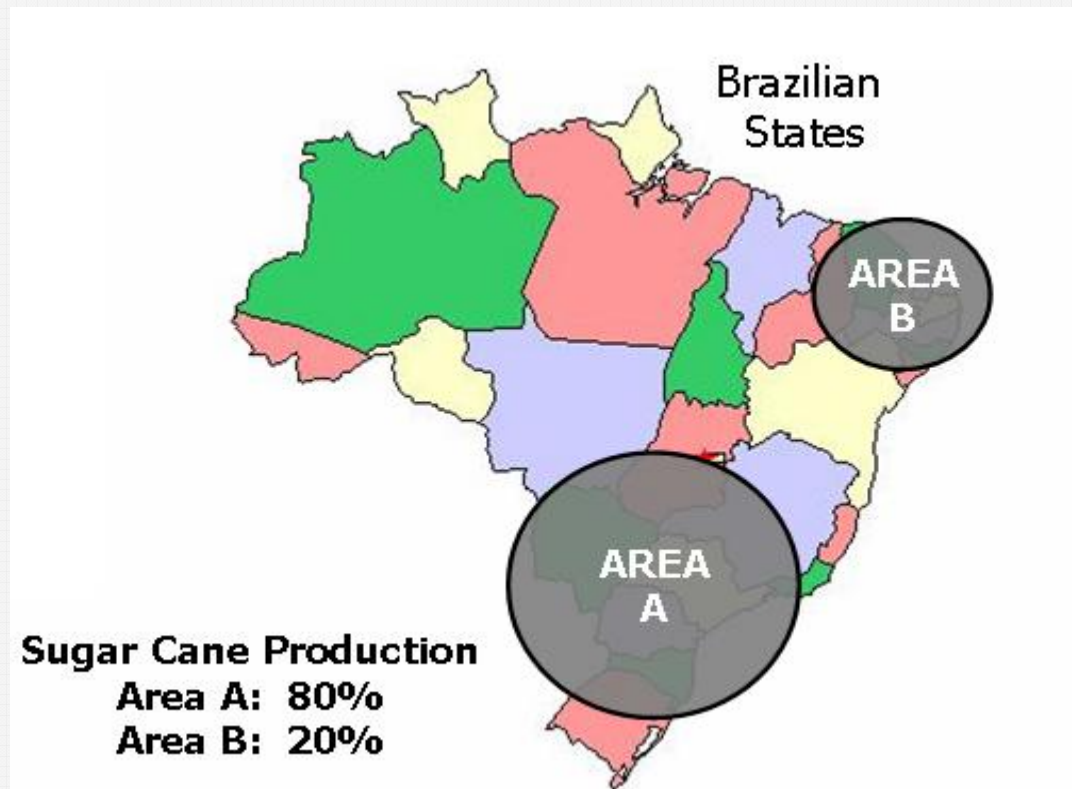 Brazilian
States
AREA
B
AREA
A
Sugar Cane Production
Area A: 80%
Area B: 20%